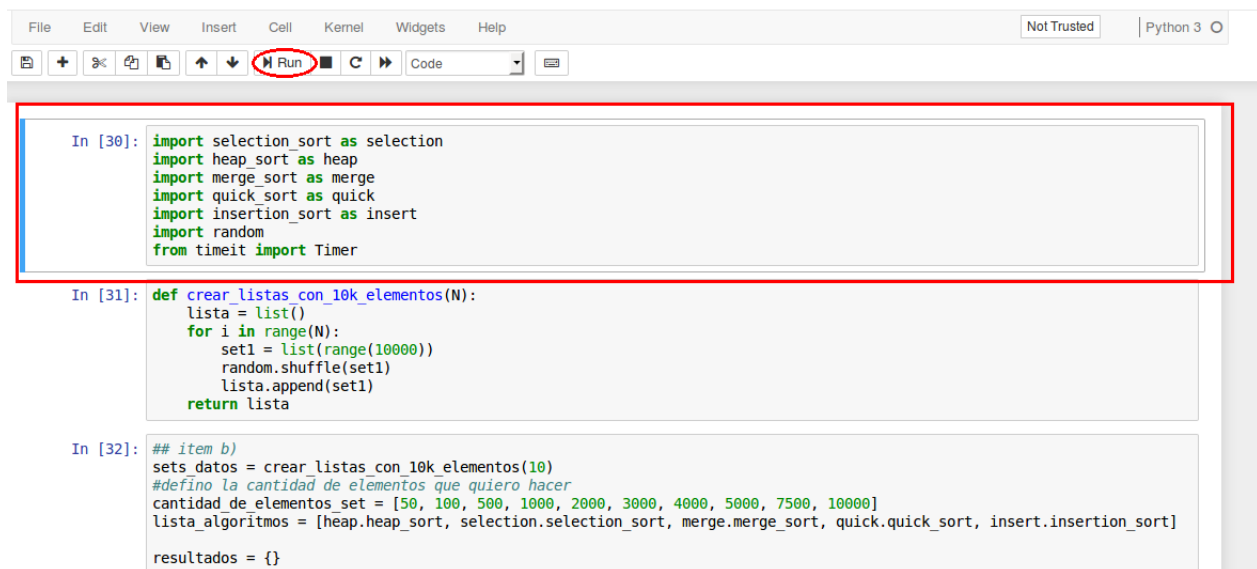 File Edit View Insert Cell Kernel Widgets Help Not Trusted Python 3
Run Code
In [30]: import selection_sort as selection
import heap_sort as heap
import merge_sort as merge
import quick_sort as quick
import insertion_sort as insert
import random
from timeit import Timer
In [31]: def crear_listas_con_10k_elementos(N):
    lista = list()
    for i in range(N):
        set1 = list(range(10000))
        random.shuffle(set1)
        lista.append(set1)
    return lista
In [32]: ## item b)
sets_datos = crear_listas_con_10k_elementos(10)
#defino la cantidad de elementos que quiero hacer
cantidad_de_elementos_set = [50, 100, 500, 1000, 2000, 3000, 4000, 5000, 7500, 10000]
lista_algoritmos = [heap.heap_sort, selection.selection_sort, merge.merge_sort, quick.quick_sort, insert.insertion_sort]
resultados = {}